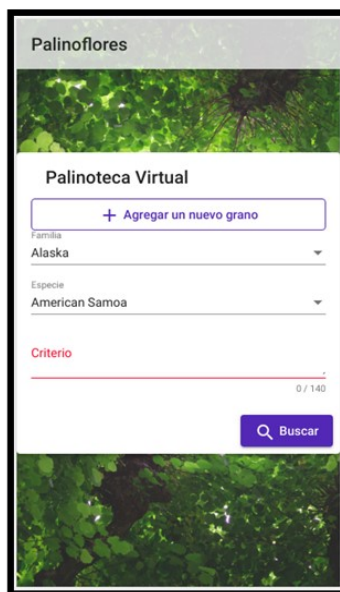 Palinoflores
Palinoteca Virtual
+ Agregar un nuevo grano
Familia
Alaska
Especie
American Samoa
Criterio
0 / 140
Buscar